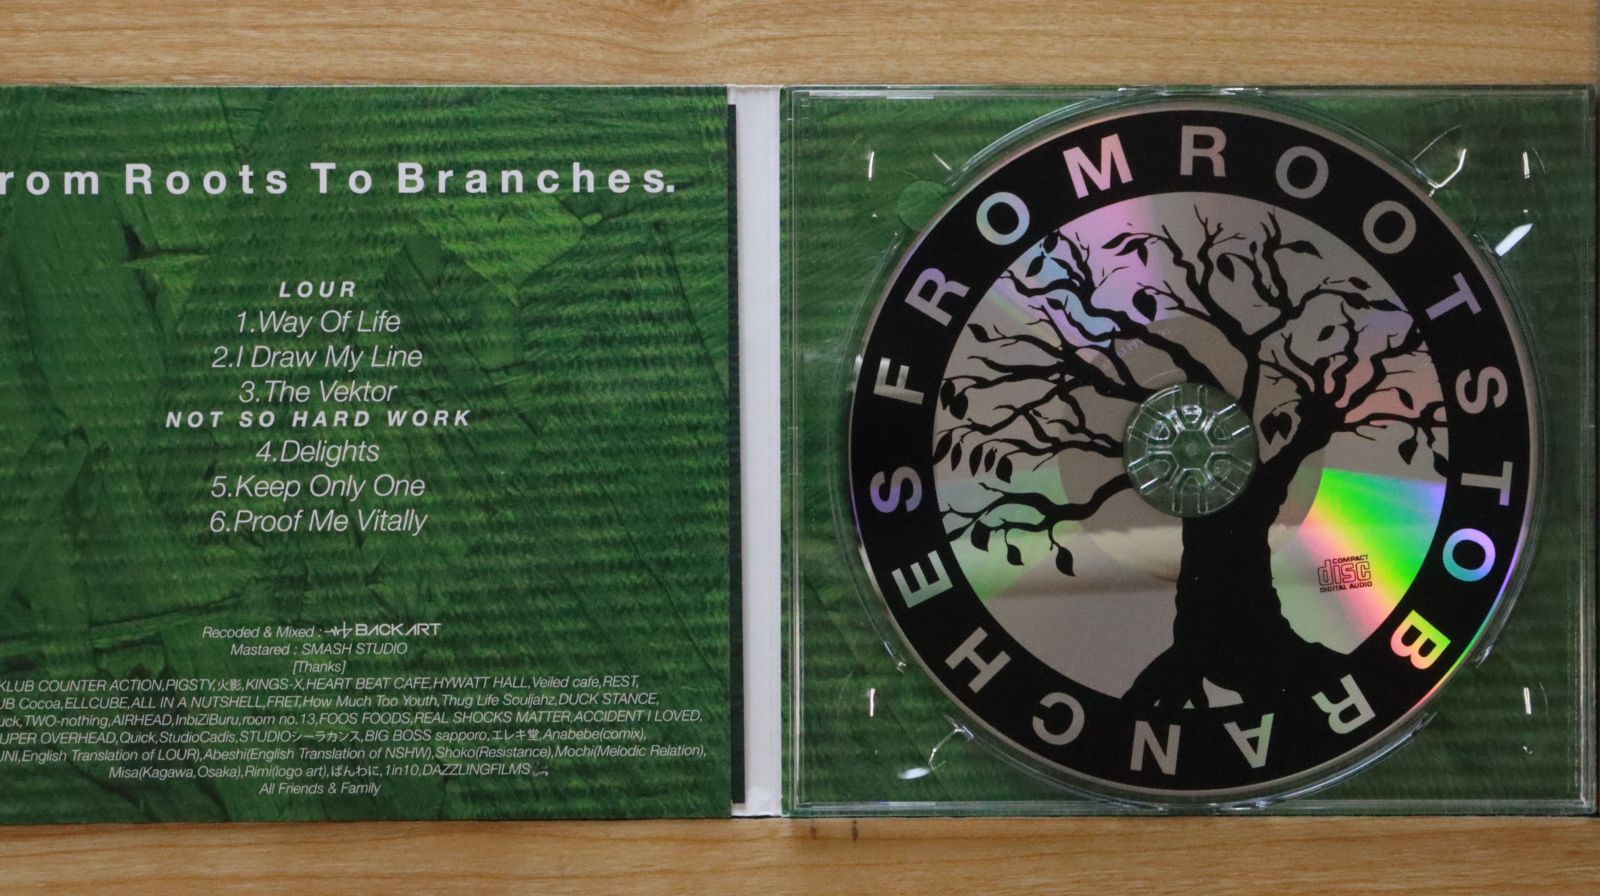 rom Roots To Branches.
LOUR
1.Way Of Life
2.I Draw My Line
3.The Vektor
NOT SO HARD WORK
4.Delights
5.Keep Only One
6.Proof Me Vitally
Recoded & Mixed : BACK ART
Mastared : SMASH STUDIO
[Thanks]
KLUB COUNTER ACTION,PIGSTY,火影,KINGS-X,HEART BEAT CAFE,HYWATT HALL,Veiled cafe,REST,
UB Cocoa,ELLCUBE,ALL IN A NUTSHELL,FRET,How Much Too Youth,Thug Life Souljahz,DUCK STANCE,
uck,TWO-nothing,AIRHEAD,InbiZiBuru,room no.13,FOOS FOODS,REAL SHOCKS MATTER,ACCIDENT I LOVED,
UPER OVERHEAD,Quick,StudioCadis,STUDIOシーラカンス,BIG BOSS sapporo,エレキ堂,Anabebe(comix),
UNI,English Translation of LOUR),Abeshi(English Translation of NSHW),Shoko(Resistance),Mochi(Melodic Relation),
Misa(Kagawa,Osaka),Rimi(logo art),ばんわに,1in10,DAZZLINGFILMS
All Friends & Family
FROM ROOTS TO BRANCHES
COMPACT
disc
DIGITAL AUDIO